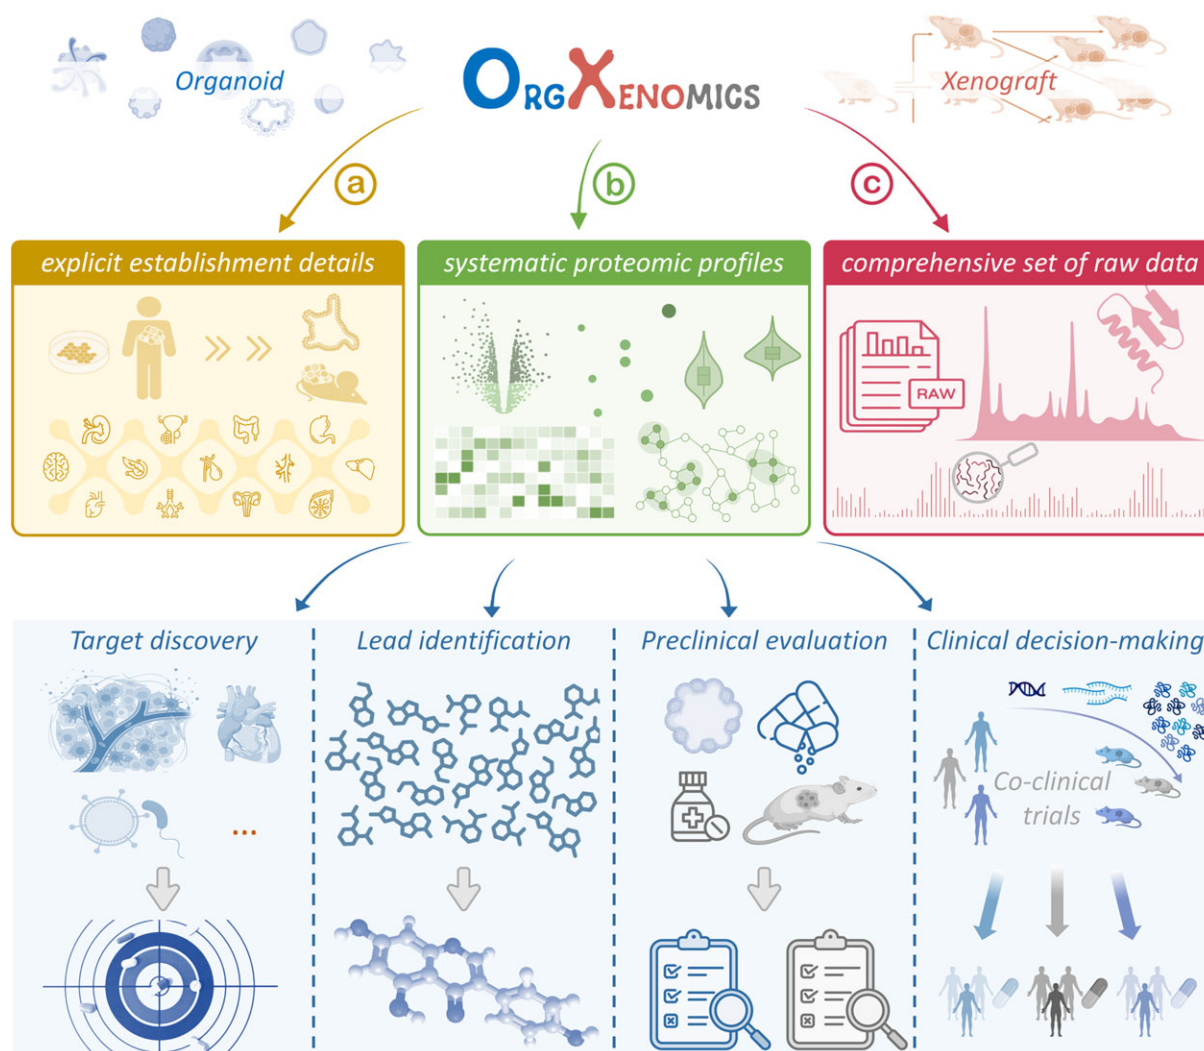 Organoid
ORGXENOMICS
Xenograft
a
b
c
explicit establishment details
systematic proteomic profiles
comprehensive set of raw data
RAW
Target discovery
Lead identification
Preclinical evaluation
Clinical decision-making
Co-clinical
trials
...